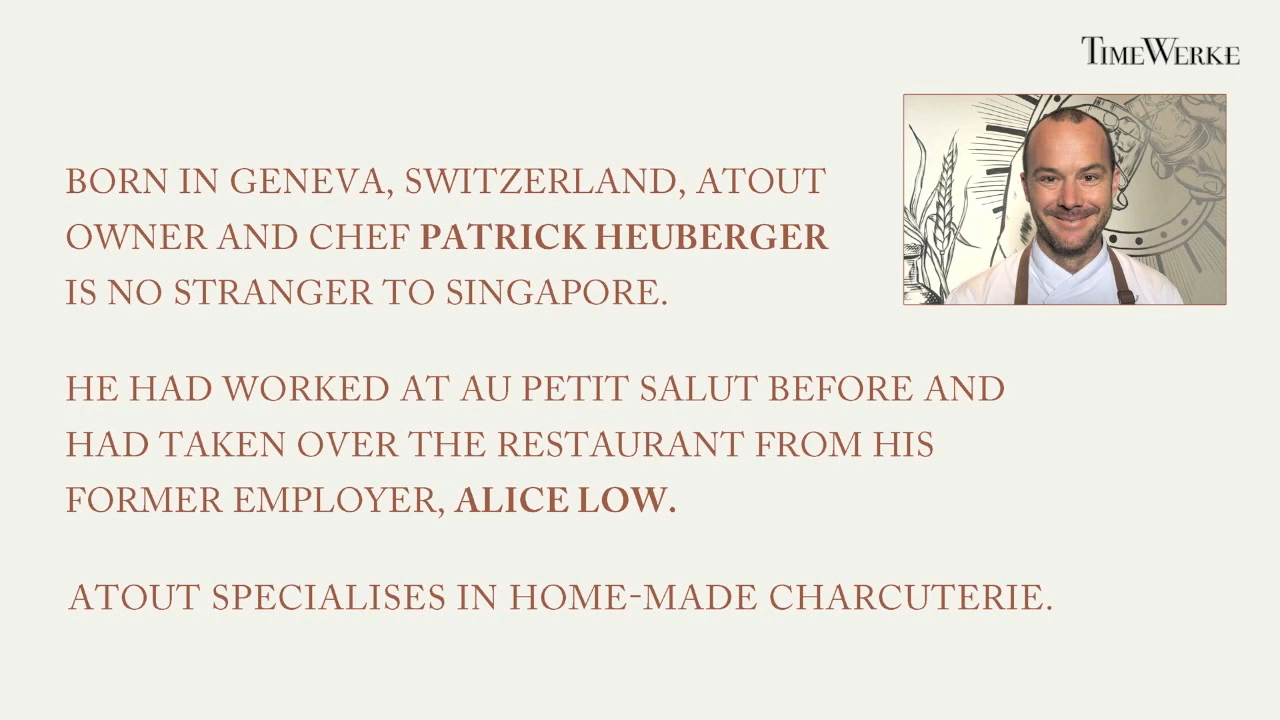 TIMEWERKE
BORN IN GENEVA, SWITZERLAND, ATOUT
OWNER AND CHEF PATRICK HEUBERGER
IS NO STRANGER TO SINGAPORE.
HE HAD WORKED AT AU PETIT SALUT BEFORE AND
HAD TAKEN OVER THE RESTAURANT FROM HIS
FORMER EMPLOYER, ALICE LOW.
ATOUT SPECIALISES IN HOME-MADE CHARCUTERIE.